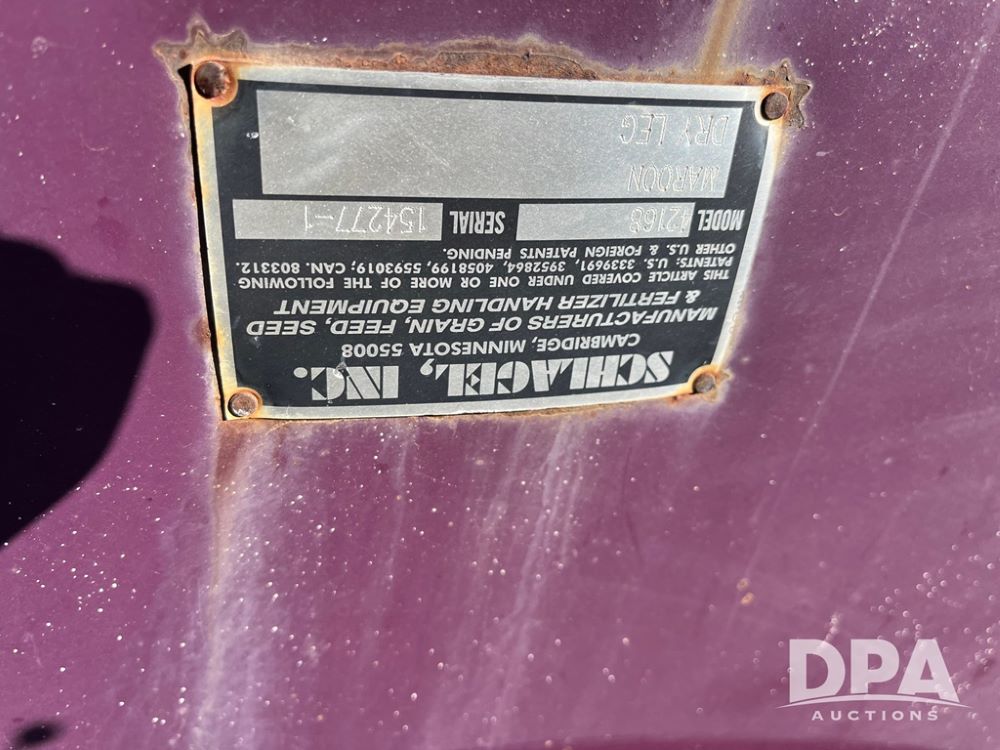 SCHLAGEL, INC.
CAMBRIDGE, MINNESOTA 55008
MANUFACTURERS OF GRAIN, FEED, SEED
& FERTILIZER HANDLING EQUIPMENT
THIS ARTICLE COVERED UNDER ONE OR MORE OF THE FOLLOWING
PATENTS: U.S. 3339691, 3952864, 4058199, 5593019; CAN. 803312.
OTHER U.S. & FOREIGN PATENTS PENDING.
MODEL 42168 SERIAL 154277-1
MAROON
DRY LEG
DPA
AUCTIONS